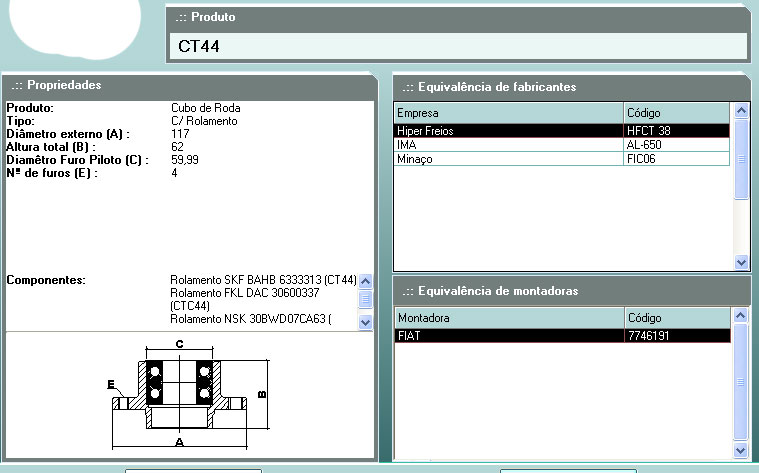 .:: Produto
CT44
.:: Propriedades
Produto: Cubo de Roda
Tipo: C/ Rolamento
Diâmetro externo (A) : 117
Altura total (B) : 62
Diamêtro Furo Piloto (C) : 59,99
Nº de furos (E) : 4
Componentes: Rolamento SKF BAHB 6333313 (CT44)
Rolamento FKL DAC 30600337
(CTC44)
Rolamento NSK 30BWD07CA63 (
C
E
B
A
.:: Equivalência de fabricantes
Empresa Código
Hiper Freios HFCT 38
IMA AL-650
Minaço FIC06
.:: Equivalência de montadoras
Montadora Código
FIAT 7746191